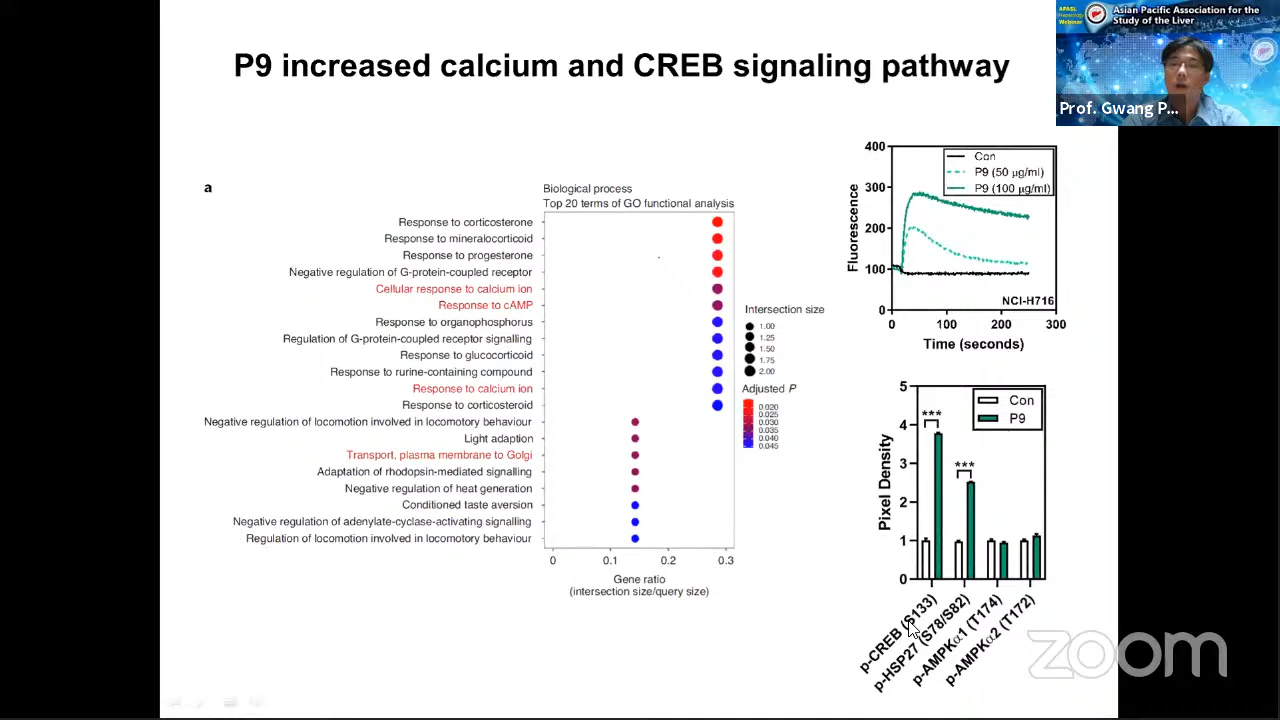 P9 increased calcium and CREB signaling pathway
APASL
Hepatology
Webinar
Asian Pacific Association for the
Study of the Liver
Prof. Gwang P...
a
Biological process
Top 20 terms of GO functional analysis
Response to corticosterone
Response to mineralocorticoid
Response to progesterone
Negative regulation of G-protein-coupled receptor
Cellular response to calcium ion
Response to cAMP
Response to organophosphorus
Regulation of G-protein-coupled receptor signalling
Response to glucocorticoid
Response to rurine-containing compound
Response to calcium ion
Response to corticosteroid
Negative regulation of locomotion involved in locomotory behaviour
Light adaption
Transport, plasma membrane to Golgi
Adaptation of rhodopsin-mediated signalling
Negative regulation of heat generation
Conditioned taste aversion
Negative regulation of adenylate-cyclase-activating signalling
Regulation of locomotion involved in locomotory behaviour
0 0.1 0.2 0.3
Gene ratio
(intersection size/query size)
Intersection size
1.00
1.25
1.50
1.75
2.00
Adjusted P
0.020
0.025
0.030
0.035
0.040
0.045
400
300
200
100
0
Fluorescence
Con
P9 (50 μg/ml)
P9 (100 μg/ml)
NCI-H716
0 100 200 300
Time (seconds)
5
4
3
2
1
0
Pixel Density
Con
P9
***
***
p-CREB (S133)
p-HSP27 (S78/S82)
p-AMPKα1 (T174)
p-AMPKα2 (T172)
zoom